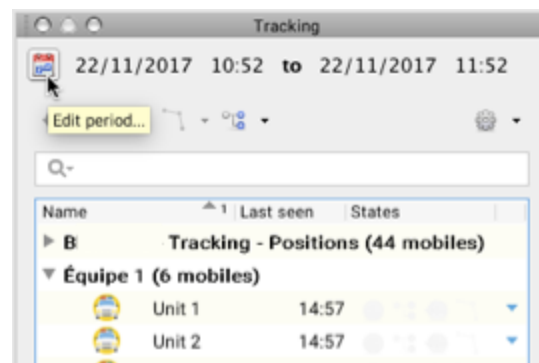 Tracking
22/11/2017 10:52 to 22/11/2017 11:52
Edit period...
Name 1 Last seen States
B Tracking - Positions (44 mobiles)
Équipe 1 (6 mobiles)
Unit 1 14:57
Unit 2 14:57